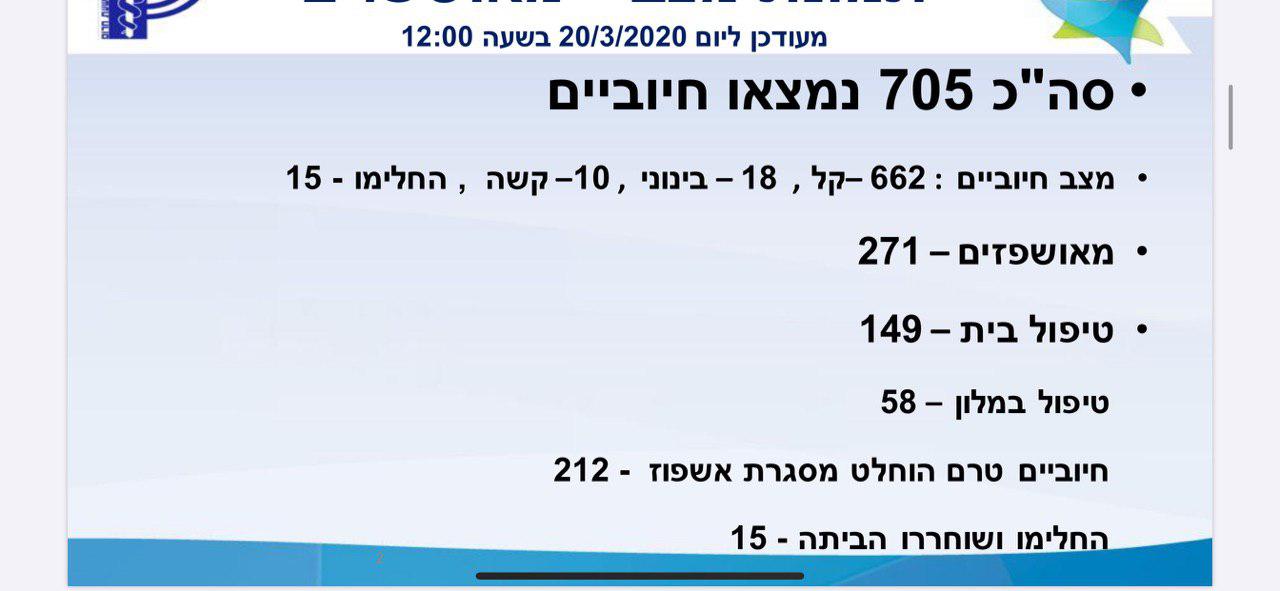 מעודכן ליום 20/3/2020 בשעה 12:00
• סה"כ 705 נמצאו חיוביים
• מצב חיוביים : 662 –קל , 18 – בינוני , 10– קשה , החלימו - 15
• מאושפזים – 271
• טיפול בית – 149
טיפול במלון – 58
חיוביים טרם הוחלט מסגרת אשפוז - 212
החלימו ושוחררו הביתה - 15
2